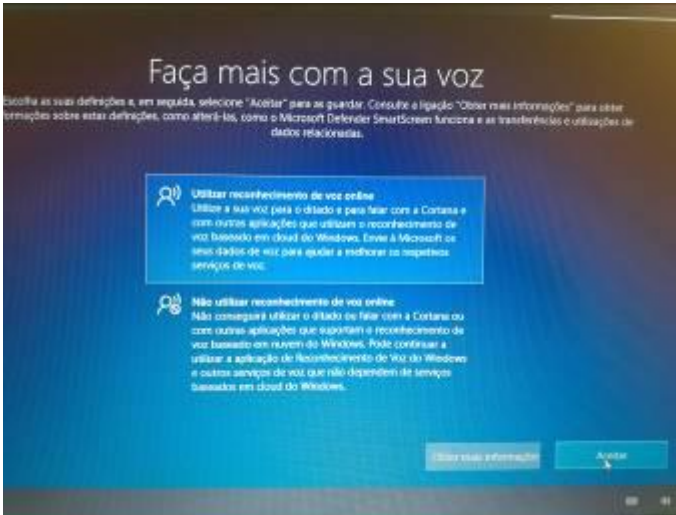 Faça mais com a sua voz
Escolha as suas definições e, em seguida, selecione "Aceitar" para as guardar. Consulte a ligação "Obter mais informações" para obter
informações sobre estas definições, como alterá-las, como o Microsoft Defender SmartScreen funciona e as transferências e utilizações de
dados relacionadas.
Utilizar reconhecimento de voz online
Utilize a sua voz para o ditado e para falar com a Cortana e
com outras aplicações que utilizam o reconhecimento de
voz baseado em cloud do Windows. Envie à Microsoft os
seus dados de voz para ajudar a melhorar os respetivos
serviços de voz.
Não utilizar reconhecimento de voz online
Não conseguirá utilizar o ditado ou falar com a Cortana ou
com outras aplicações que suportam o reconhecimento de
voz baseado em nuvem do Windows. Pode continuar a
utilizar a aplicação de Reconhecimento de Voz do Windows
e outros serviços de voz que não dependem de serviços
baseados em cloud do Windows.
Obter mais informações
Aceitar